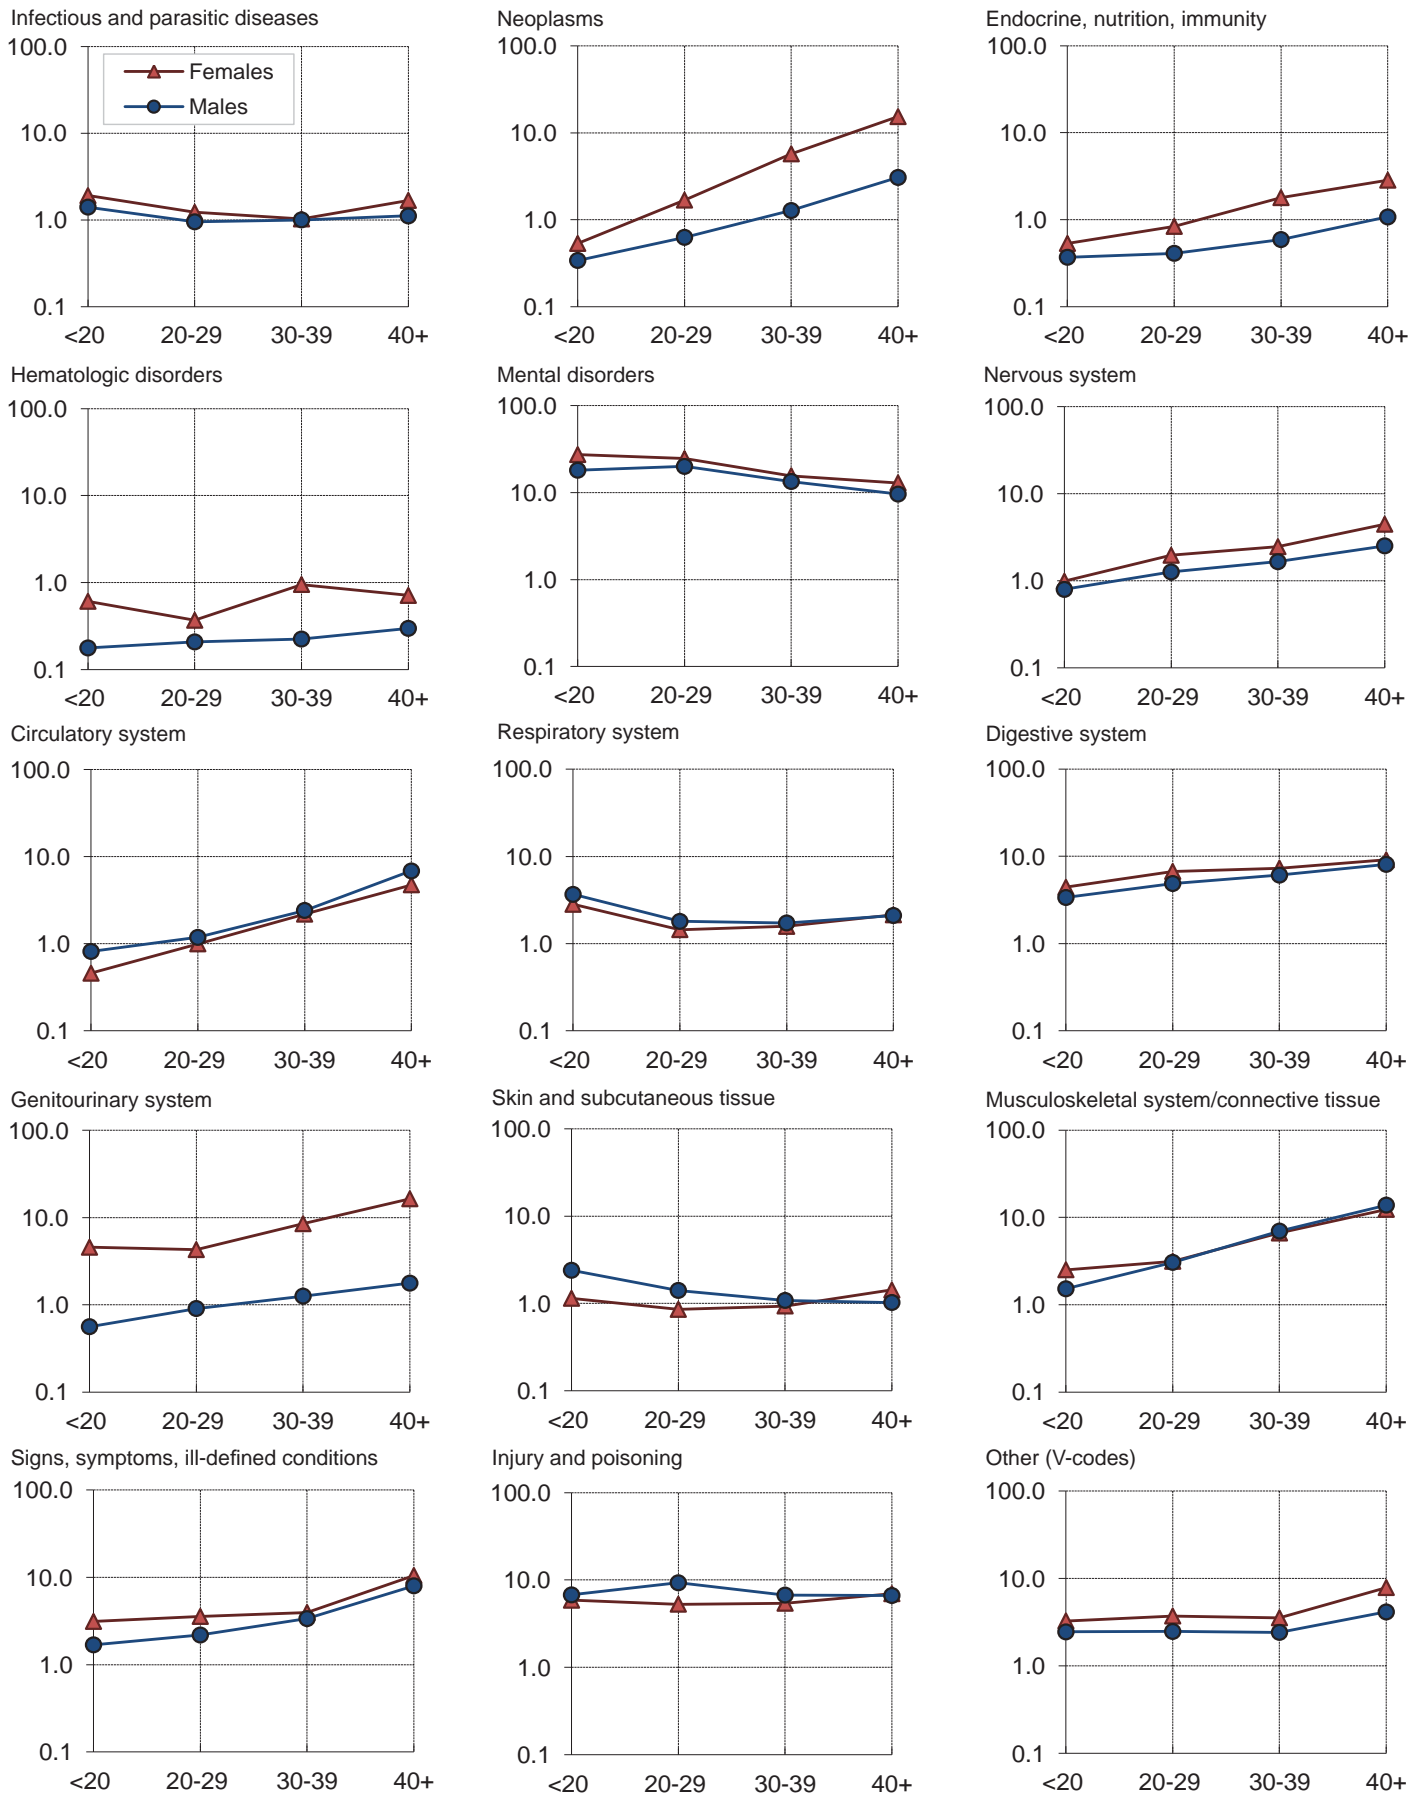 Infectious and parasitic diseases
100.0
10.0
1.0
0.1
Females
Males
<20 20-29 30-39 40+
Neoplasms
100.0
10.0
1.0
0.1
<20 20-29 30-39 40+
Endocrine, nutrition, immunity
100.0
10.0
1.0
0.1
<20 20-29 30-39 40+
Hematologic disorders
100.0
10.0
1.0
0.1
<20 20-29 30-39 40+
Mental disorders
100.0
10.0
1.0
0.1
<20 20-29 30-39 40+
Nervous system
100.0
10.0
1.0
0.1
<20 20-29 30-39 40+
Circulatory system
100.0
10.0
1.0
0.1
<20 20-29 30-39 40+
Respiratory system
100.0
10.0
1.0
0.1
<20 20-29 30-39 40+
Digestive system
100.0
10.0
1.0
0.1
<20 20-29 30-39 40+
Genitourinary system
100.0
10.0
1.0
0.1
<20 20-29 30-39 40+
Skin and subcutaneous tissue
100.0
10.0
1.0
0.1
<20 20-29 30-39 40+
Musculoskeletal system/connective tissue
100.0
10.0
1.0
0.1
<20 20-29 30-39 40+
Signs, symptoms, ill-defined conditions
100.0
10.0
1.0
0.1
<20 20-29 30-39 40+
Injury and poisoning
100.0
10.0
1.0
0.1
<20 20-29 30-39 40+
Other (V-codes)
100.0
10.0
1.0
0.1
<20 20-29 30-39 40+